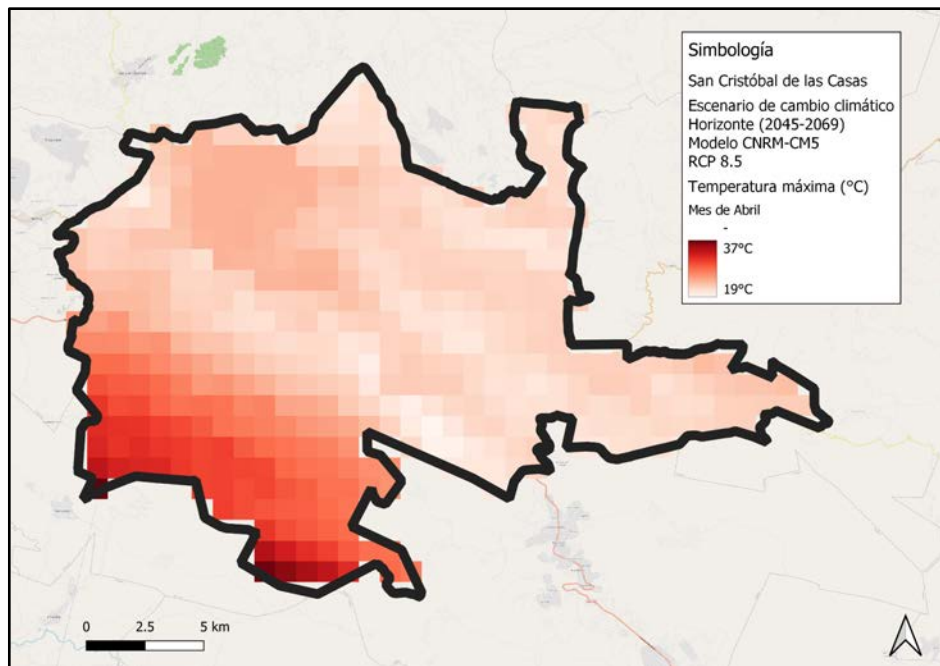 Simbología
San Cristóbal de las Casas
Escenario de cambio climático
Horizonte (2045-2069)
Modelo CNRM-CM5
RCP 8.5
Temperatura máxima (°C)
Mes de Abril
-
37°C
19°C
0 2.5 5 km